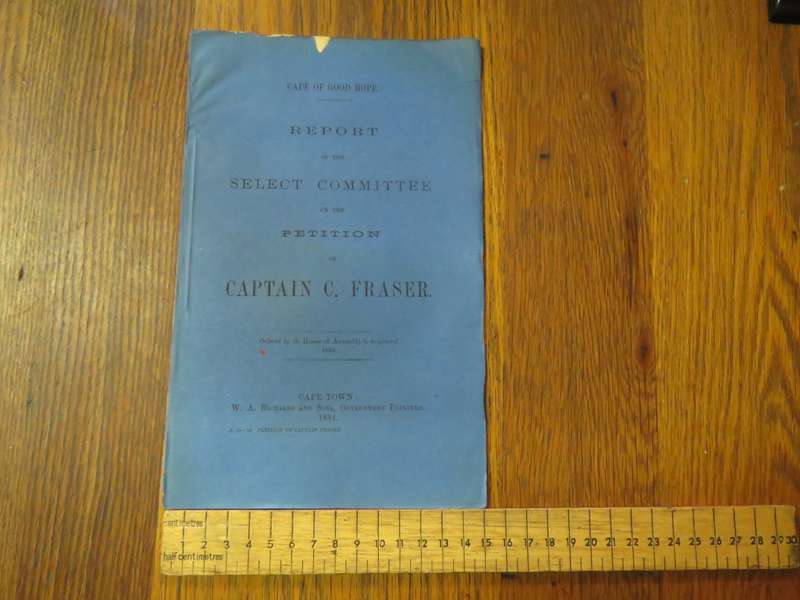 CAPE OF GOOD HOPE.
REPORT
OF THE
SELECT COMMITTEE
ON THE
PETITION
OF
CAPTAIN C. FRASER.
Ordered by the House of Assembly to be printed
CAPE TOWN:
W. A. RICHARDS AND SONS, GOVERNMENT PRINTERS.
1881.
PETITION OF CAPTAIN FRASER
centimetres
1 2 3 4 5 6 7 8 9 10 11 12 13 14 15 16 17 18 19 20 21 22 23 24 25 26 27 28 29 30
half centimetres